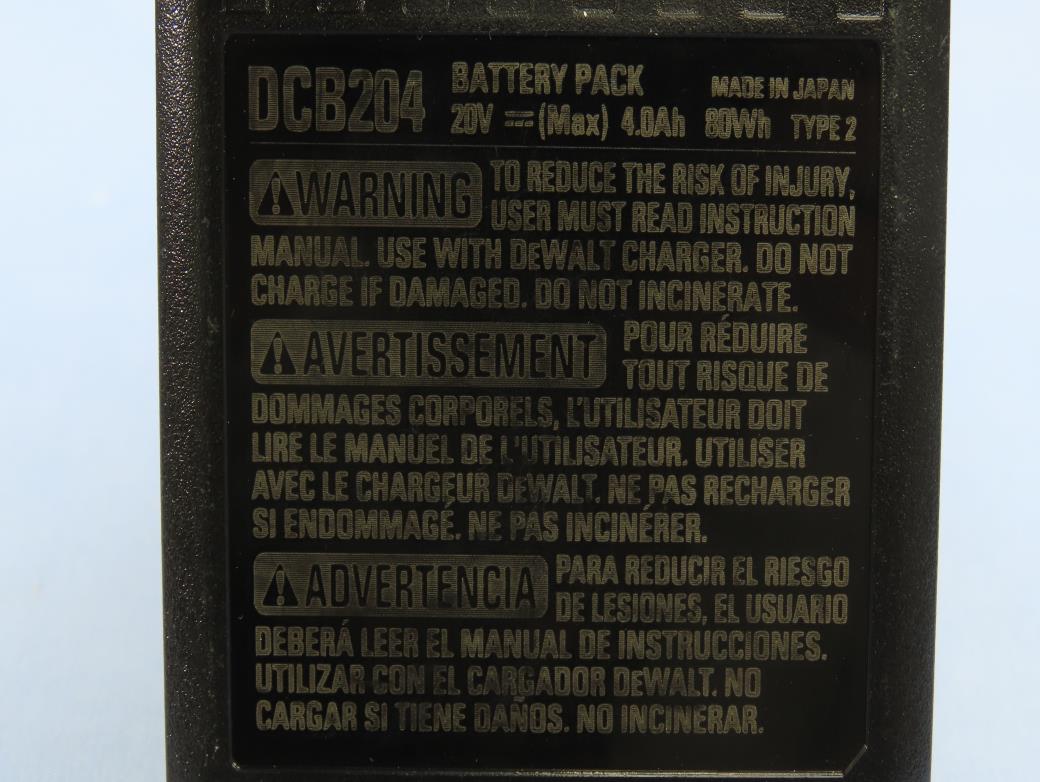 DCB204 BATTERY PACK MADE IN JAPAN
20V ⎓ (Max) 4.0Ah 80Wh TYPE 2
⚠WARNING TO REDUCE THE RISK OF INJURY,
USER MUST READ INSTRUCTION
MANUAL. USE WITH DEWALT CHARGER. DO NOT
CHARGE IF DAMAGED. DO NOT INCINERATE.
⚠AVERTISSEMENT POUR RÉDUIRE
TOUT RISQUE DE
DOMMAGES CORPORELS, L'UTILISATEUR DOIT
LIRE LE MANUEL DE L'UTILISATEUR. UTILISER
AVEC LE CHARGEUR DEWALT. NE PAS RECHARGER
SI ENDOMMAGÉ. NE PAS INCINÉRER.
⚠ADVERTENCIA PARA REDUCIR EL RIESGO
DE LESIONES, EL USUARIO
DEBERÁ LEER EL MANUAL DE INSTRUCCIONES.
UTILIZAR CON EL CARGADOR DEWALT. NO
CARGAR SI TIENE DAÑOS. NO INCINERAR.